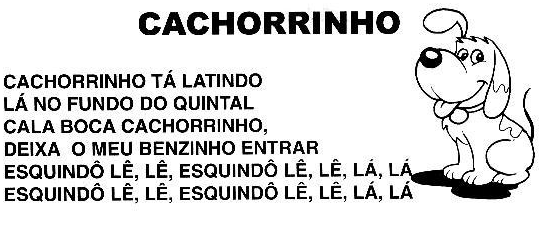 CACHORRINHO
CACHORRINHO TÁ LATINDO
LÁ NO FUNDO DO QUINTAL
CALA BOCA CACHORRINHO,
DEIXA O MEU BENZINHO ENTRAR
ESQUINDÔ LÊ, LÊ, ESQUINDÔ LÊ, LÊ, LÁ, LÁ
ESQUINDÔ LÊ, LÊ, ESQUINDÔ LÊ, LÊ, LÁ, LÁ